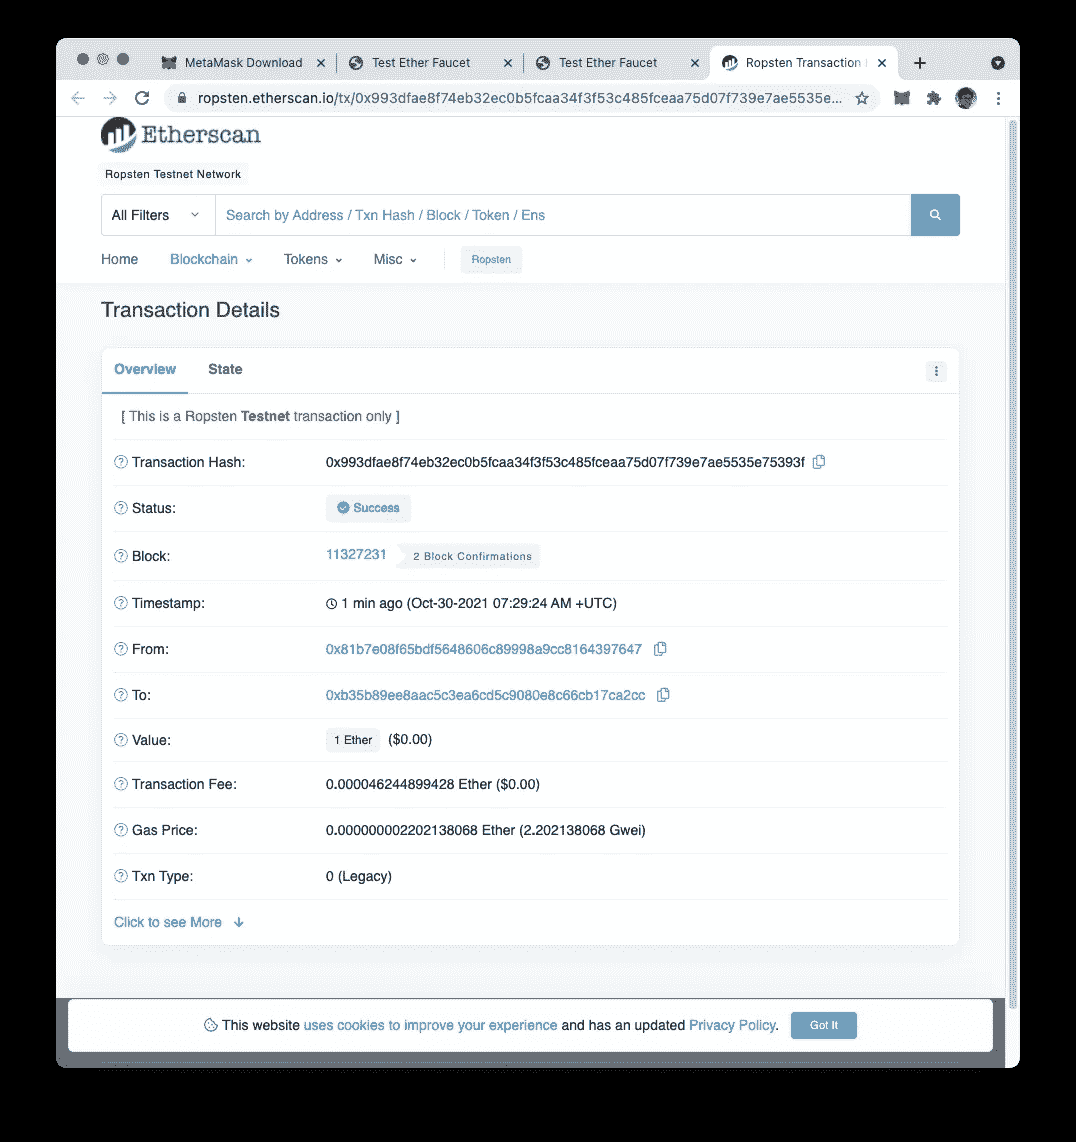 MetaMask Download
Test Ether Faucet
Test Ether Faucet
Ropsten Transaction
ropsten.etherscan.io/tx/0x993dfae8f74eb32ec0b5fcaa34f3f53c485fceaa75d07f739e7ae5535e...
Etherscan
Ropsten Testnet Network
All Filters Search by Address / Txn Hash / Block / Token / Ens
Home Blockchain Tokens Misc Ropsten
Transaction Details
Overview State
[ This is a Ropsten Testnet transaction only ]
Transaction Hash: 0x993dfae8f74eb32ec0b5fcaa34f3f53c485fceaa75d07f739e7ae5535e75393f
Status: Success
Block: 11327231 2 Block Confirmations
Timestamp: 1 min ago (Oct-30-2021 07:29:24 AM +UTC)
From: 0x81b7e08f65bdf5648606c89998a9cc8164397647
To: 0xb35b89ee8aac5c3ea6cd5c9080e8c66cb17ca2cc
Value: 1 Ether ($0.00)
Transaction Fee: 0.000046244899428 Ether ($0.00)
Gas Price: 0.000000002202138068 Ether (2.202138068 Gwei)
Txn Type: 0 (Legacy)
Click to see More
This website uses cookies to improve your experience and has an updated Privacy Policy. Got It